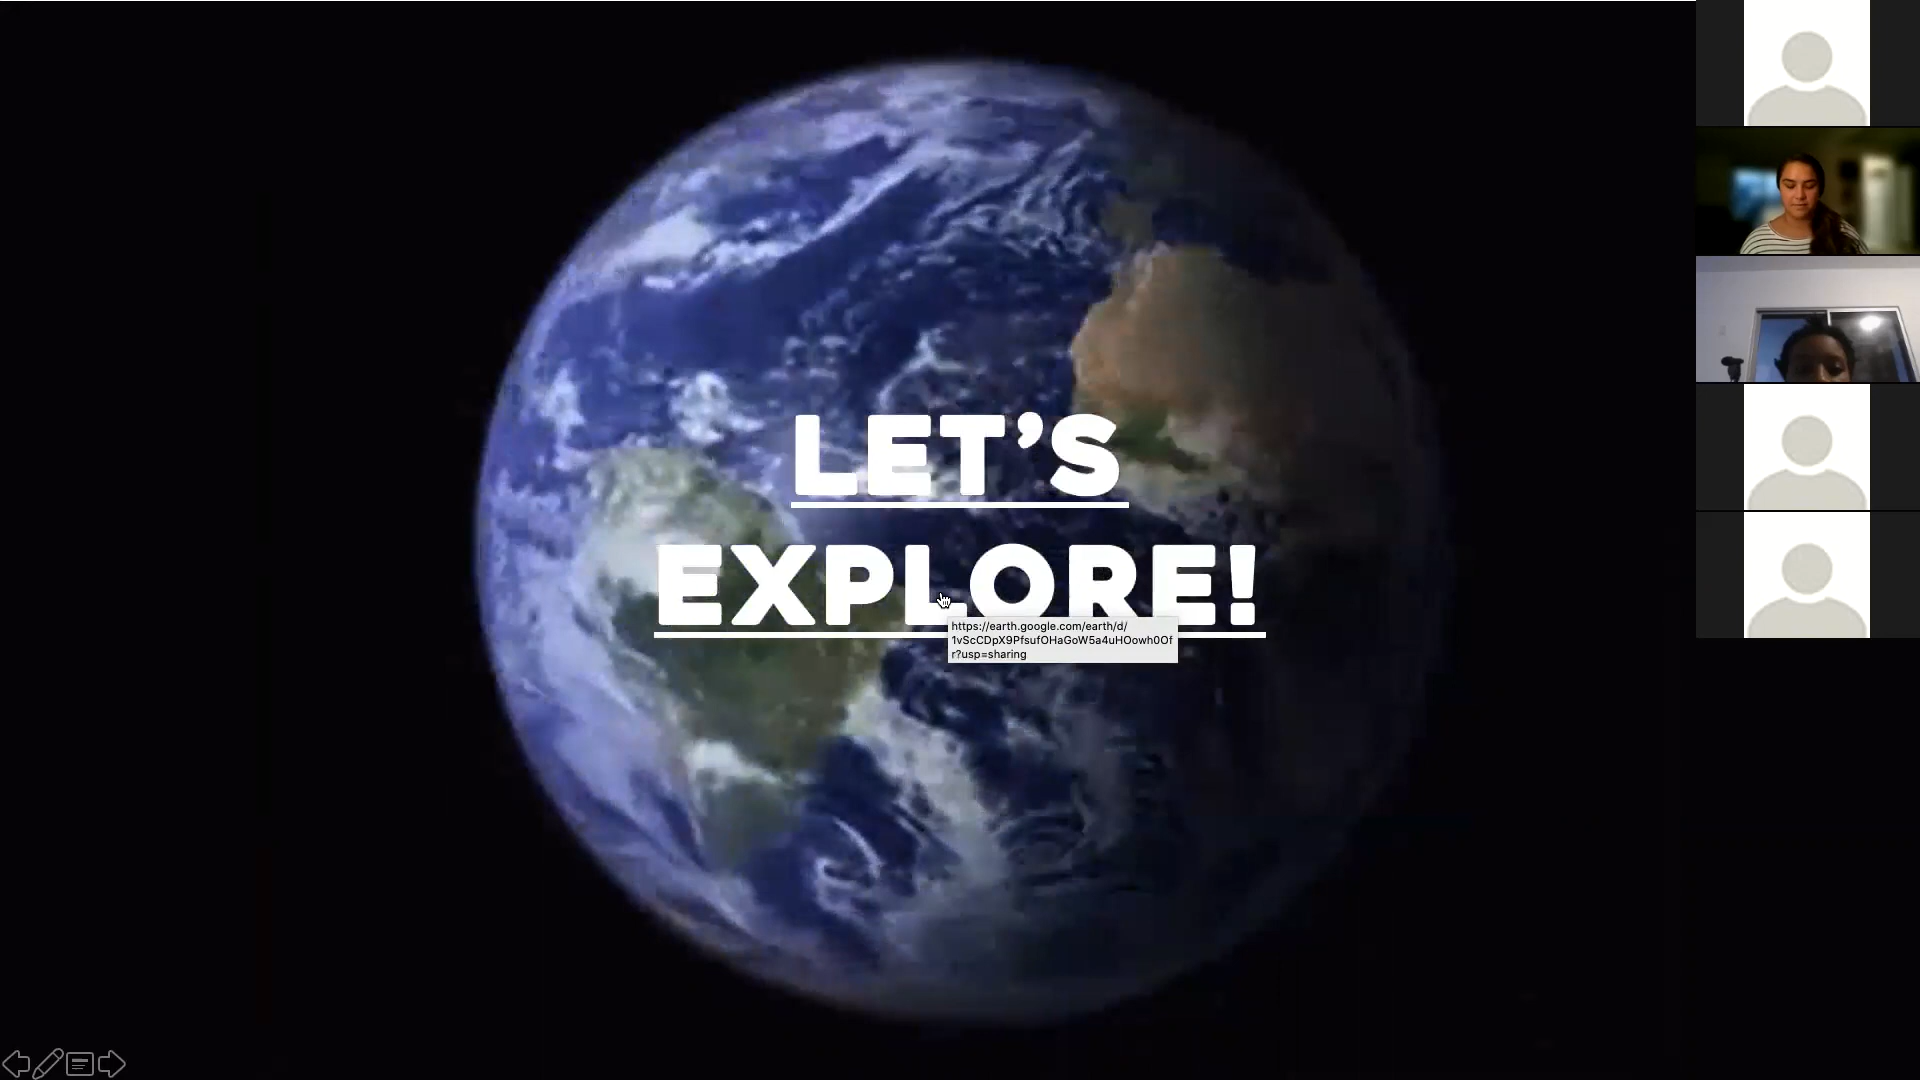 LET’S
EXPLORE!
https://earth.google.com/earth/d/
1vScCDpX9PfsufOHaGoW5a4uHOowh0Of
r?usp=sharing